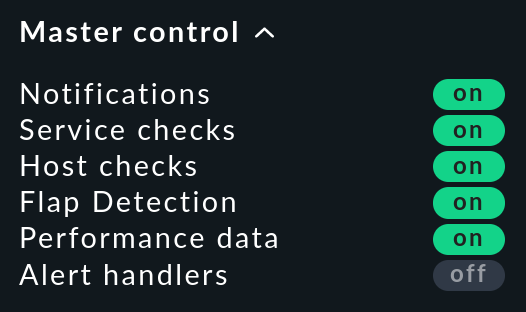 Master control
Notifications on
Service checks on
Host checks on
Flap Detection on
Performance data on
Alert handlers off